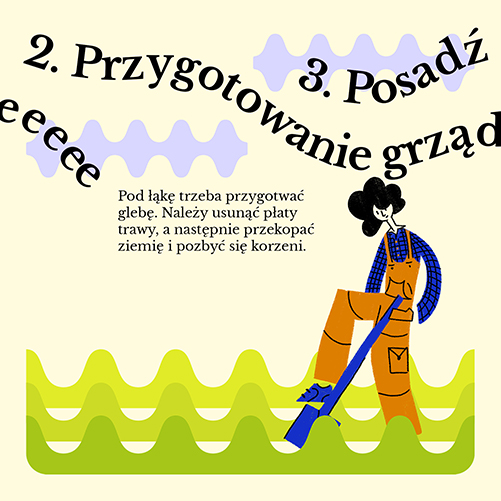 2. Przygotowanie grząd
3. Posadź
eeeeee
Pod łąkę trzeba przygotwać
glebę. Należy usunąć płaty
trawy, a następnie przekopać
ziemię i pozbyć się korzeni.